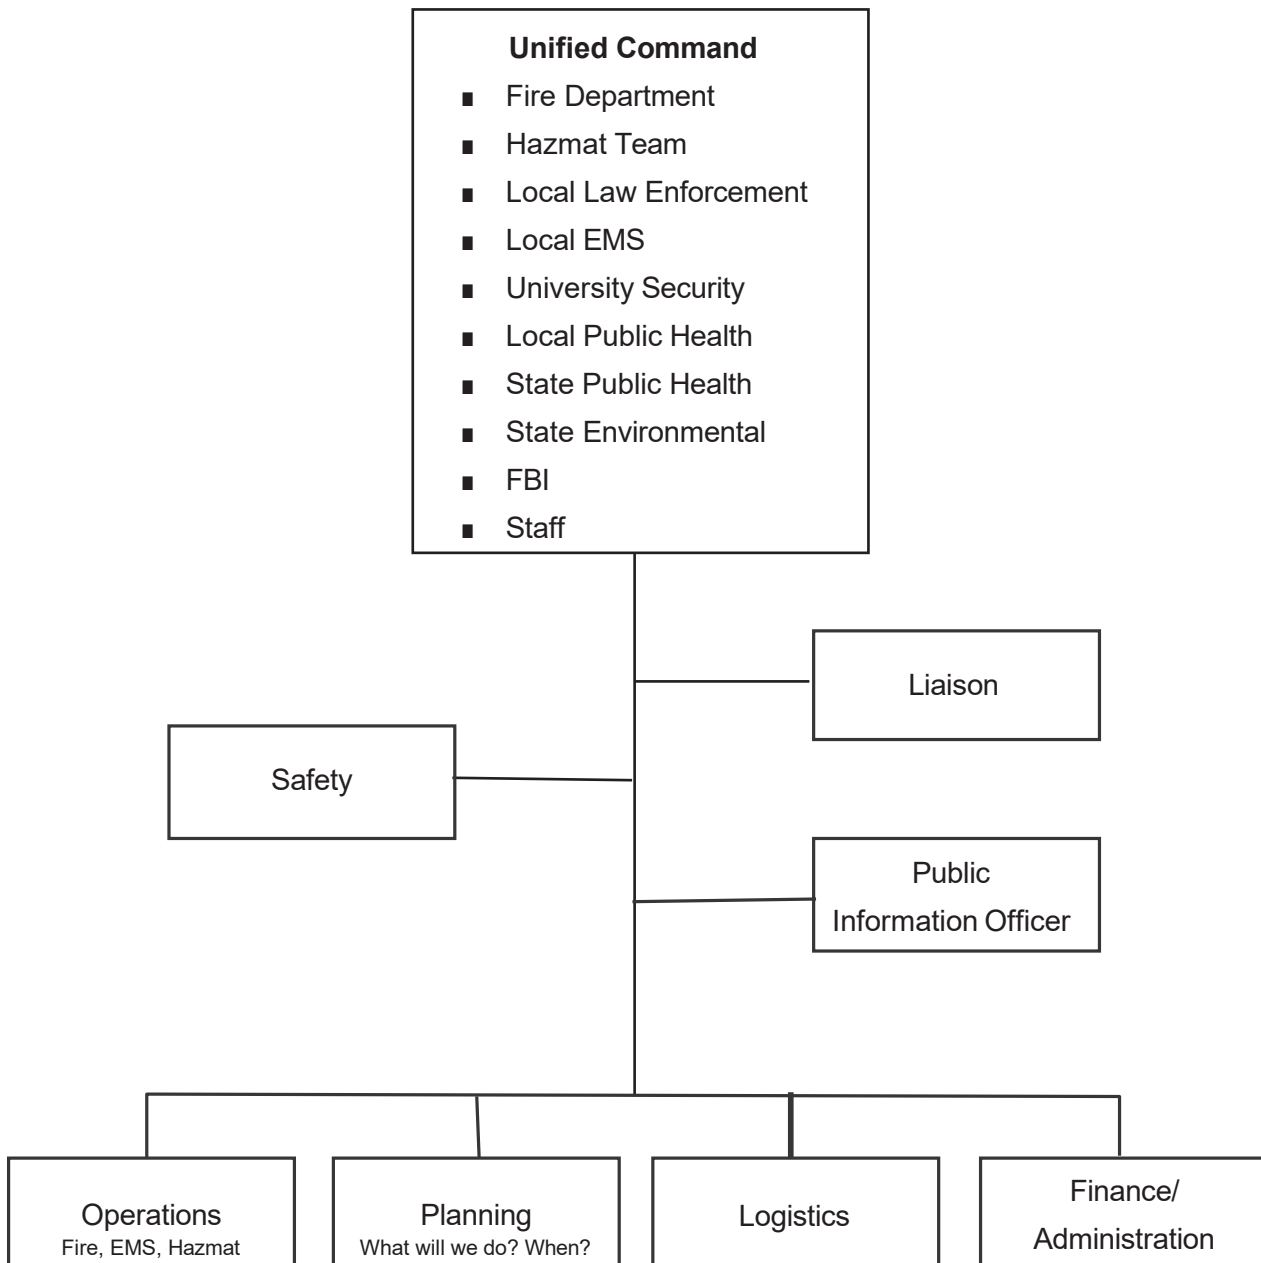 Unified Command
▪ Fire Department
▪ Hazmat Team
▪ Local Law Enforcement
▪ Local EMS
▪ University Security
▪ Local Public Health
▪ State Public Health
▪ State Environmental
▪ FBI
▪ Staff
Liaison
Safety
Public
Information Officer
Operations
Fire, EMS, Hazmat
Planning
What will we do? When?
Logistics
Finance/
Administration